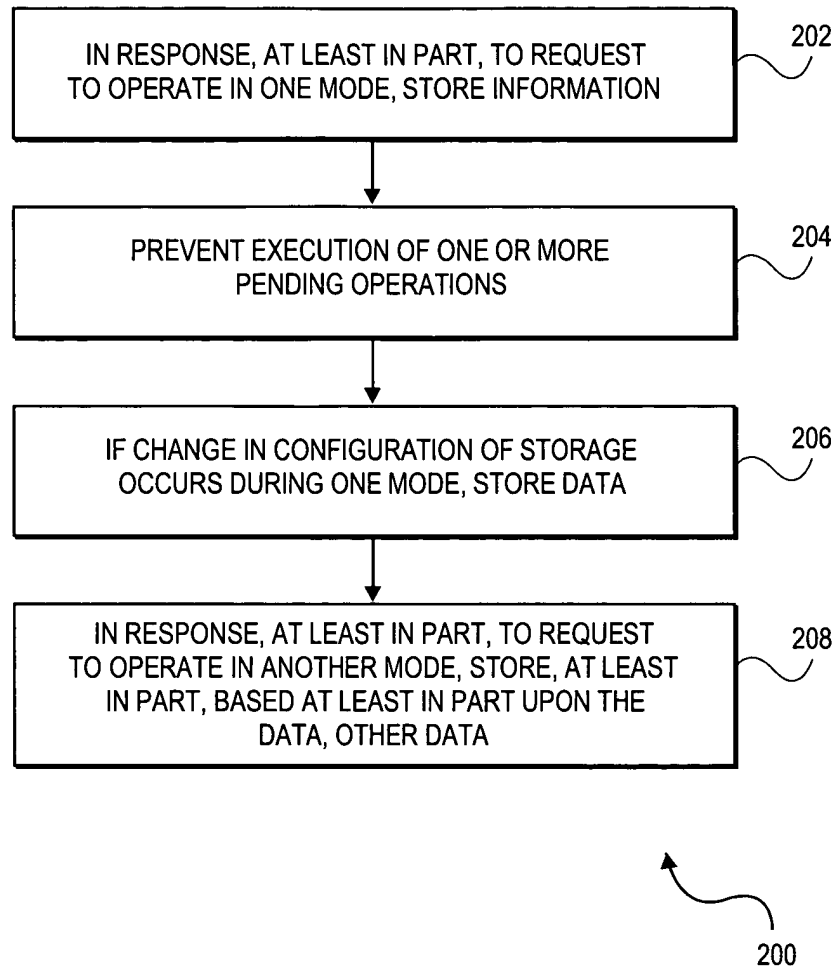 IN RESPONSE, AT LEAST IN PART, TO REQUEST
TO OPERATE IN ONE MODE, STORE INFORMATION
202
PREVENT EXECUTION OF ONE OR MORE
PENDING OPERATIONS
204
IF CHANGE IN CONFIGURATION OF STORAGE
OCCURS DURING ONE MODE, STORE DATA
206
IN RESPONSE, AT LEAST IN PART, TO REQUEST
TO OPERATE IN ANOTHER MODE, STORE, AT LEAST
IN PART, BASED AT LEAST IN PART UPON THE
DATA, OTHER DATA
208
200